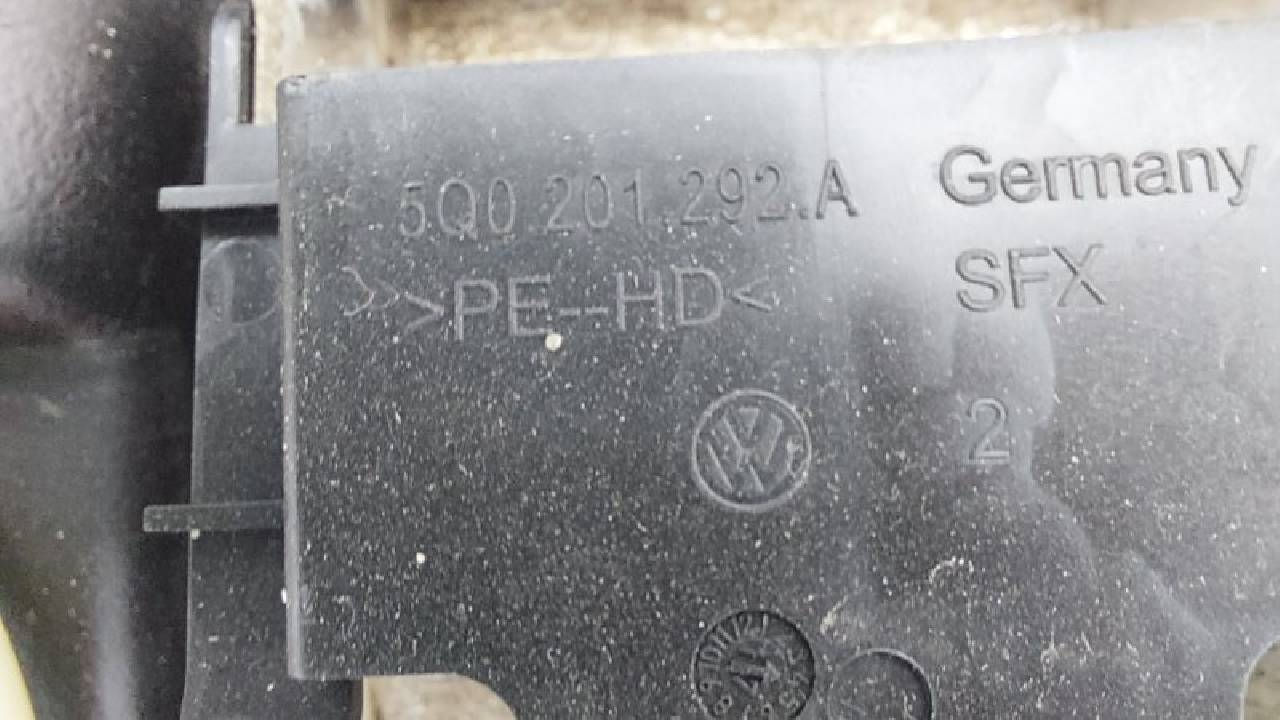 5Q0.201.292.A
>PE--HD<
Germany
SFX
2